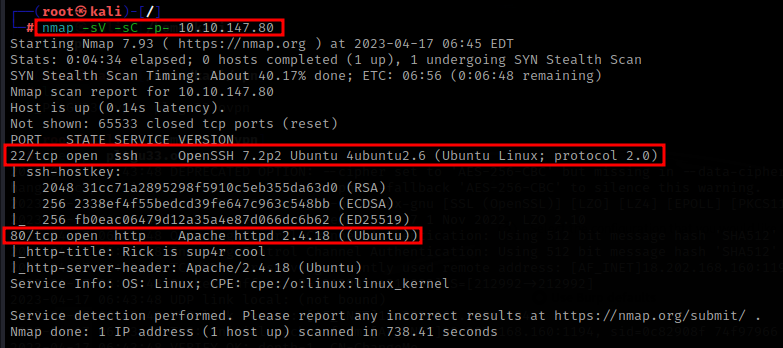 (root㉿kali)-[/]
# nmap -sV -sC -p- 10.10.147.80
Starting Nmap 7.93 ( https://nmap.org ) at 2023-04-17 06:45 EDT
Stats: 0:04:34 elapsed; 0 hosts completed (1 up), 1 undergoing SYN Stealth Scan
SYN Stealth Scan Timing: About 40.17% done; ETC: 06:56 (0:06:48 remaining)
Nmap scan report for 10.10.147.80
Host is up (0.14s latency).
Not shown: 65533 closed tcp ports (reset)
PORT   STATE SERVICE VERSION
22/tcp open  ssh     OpenSSH 7.2p2 Ubuntu 4ubuntu2.6 (Ubuntu Linux; protocol 2.0)
| ssh-hostkey:
|   2048 31cc71a2895298f5910c5eb355da63d0 (RSA)
|   256 2338ef4f55bedcd39fe647c963c548bb (ECDSA)
|_  256 fb0eac06479d12a35a4e87d066dc6b62 (ED25519)
80/tcp open  http    Apache httpd 2.4.18 ((Ubuntu))
|_http-title: Rick is sup4r cool
|_http-server-header: Apache/2.4.18 (Ubuntu)
Service Info: OS: Linux; CPE: cpe:/o:linux:linux_kernel
Service detection performed. Please report any incorrect results at https://nmap.org/submit/ .
Nmap done: 1 IP address (1 host up) scanned in 738.41 seconds